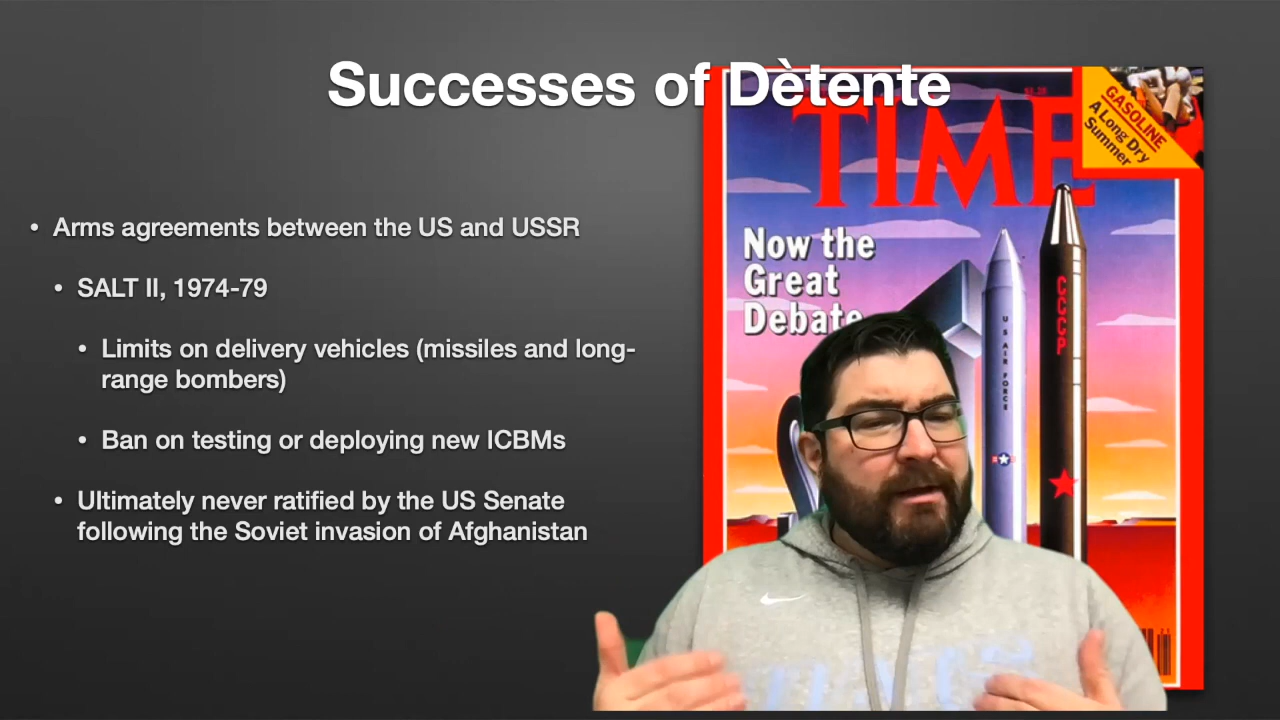 Successes of Dètente
• Arms agreements between the US and USSR
• SALT II, 1974-79
• Limits on delivery vehicles (missiles and long-
range bombers)
• Ban on testing or deploying new ICBMs
• Ultimately never ratified by the US Senate
following the Soviet invasion of Afghanistan
TIME
GASOLINE
A Long Dry
Summer
Now the
Great
Debate
U S AIR FORCE
CCCP